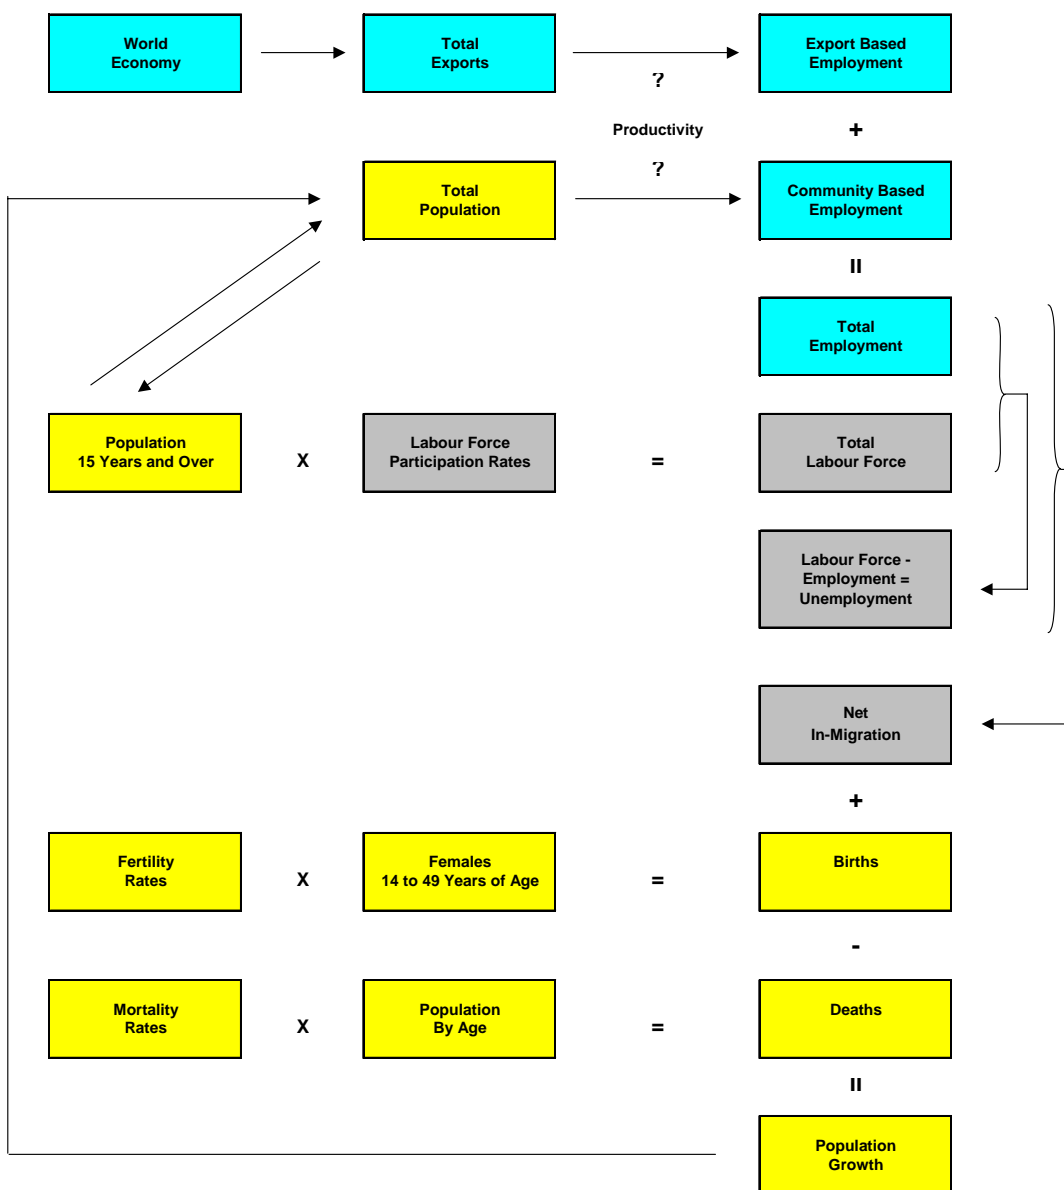 World
Economy
Total
Exports
Export Based
Employment
?
Productivity
+
?
Total
Population
Community Based
Employment
=
Total
Employment
Population
15 Years and Over
X
Labour Force
Participation Rates
=
Total
Labour Force
Labour Force -
Employment =
Unemployment
Net
In-Migration
+
Fertility
Rates
X
Females
14 to 49 Years of Age
=
Births
-
Mortality
Rates
X
Population
By Age
=
Deaths
=
Population
Growth